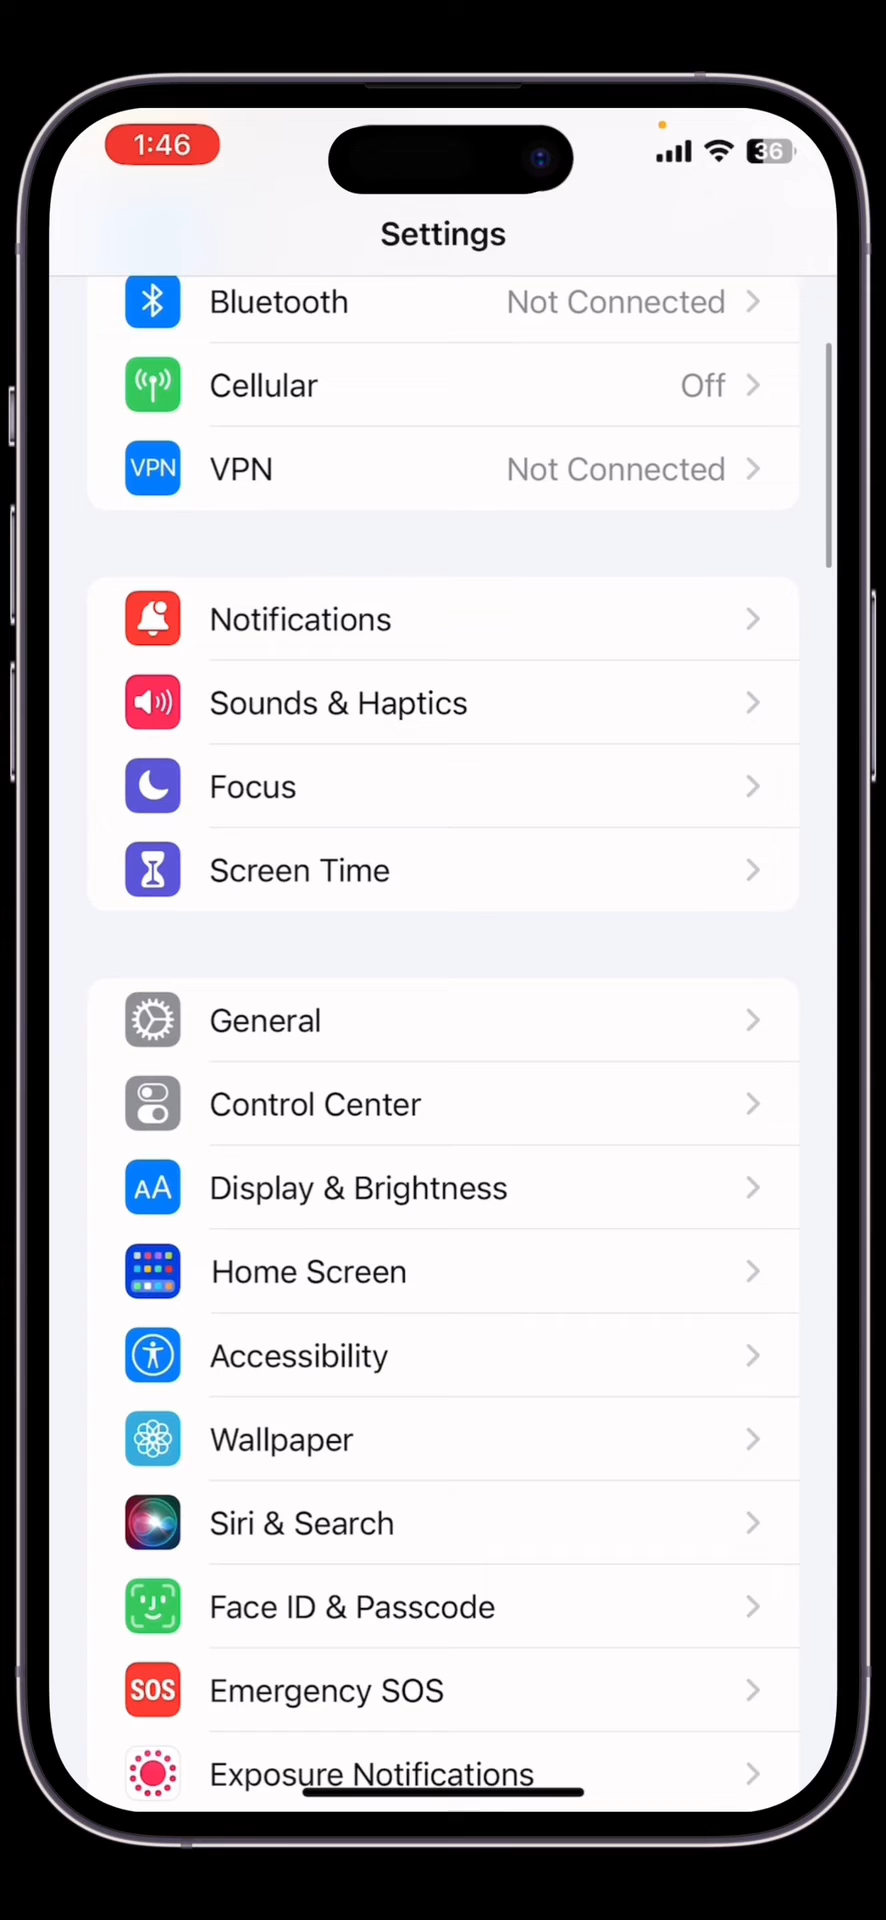 1:46
36
Settings
Bluetooth Not Connected
Cellular Off
VPN VPN Not Connected
Notifications
Sounds & Haptics
Focus
Screen Time
General
Control Center
AA Display & Brightness
Home Screen
Accessibility
Wallpaper
Siri & Search
Face ID & Passcode
SOS Emergency SOS
Exposure Notifications